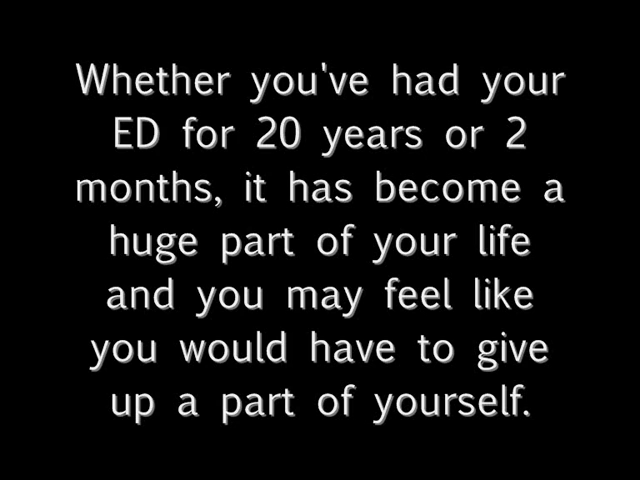 Whether you've had your
ED for 20 years or 2
months, it has become a
huge part of your life
and you may feel like
you would have to give
up a part of yourself.